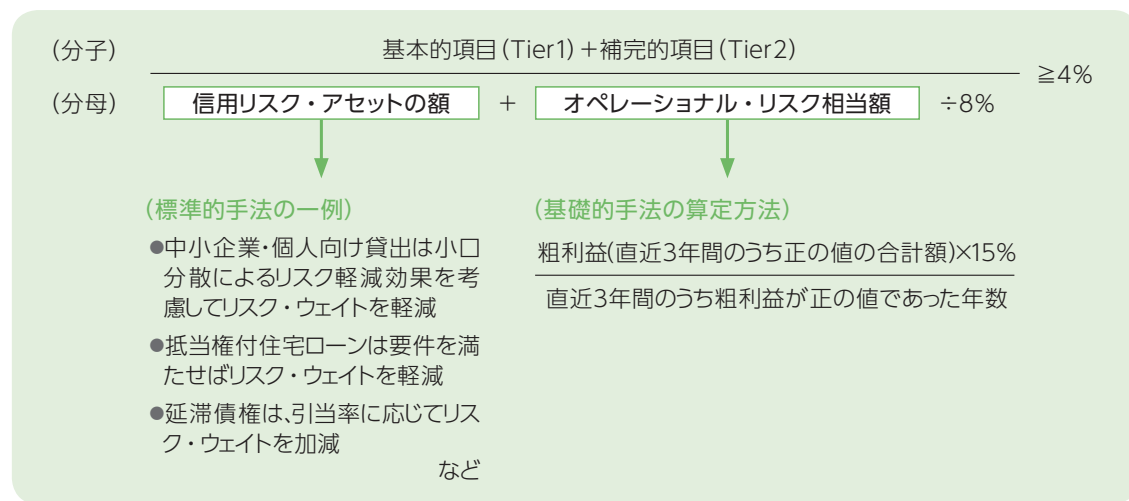 (分子) 基本的項目(Tier1)+補完的項目(Tier2)
≧4%
(分母) 信用リスク・アセットの額 + オペレーショナル・リスク相当額 ÷8%
(標準的手法の一例)
●中小企業・個人向け貸出は小口
分散によるリスク軽減効果を考
慮してリスク・ウェイトを軽減
●抵当権付住宅ローンは要件を満
たせばリスク・ウェイトを軽減
●延滞債権は、引当率に応じてリス
ク・ウェイトを加減
など
(基礎的手法の算定方法)
粗利益(直近3年間のうち正の値の合計額)×15%
直近3年間のうち粗利益が正の値であった年数